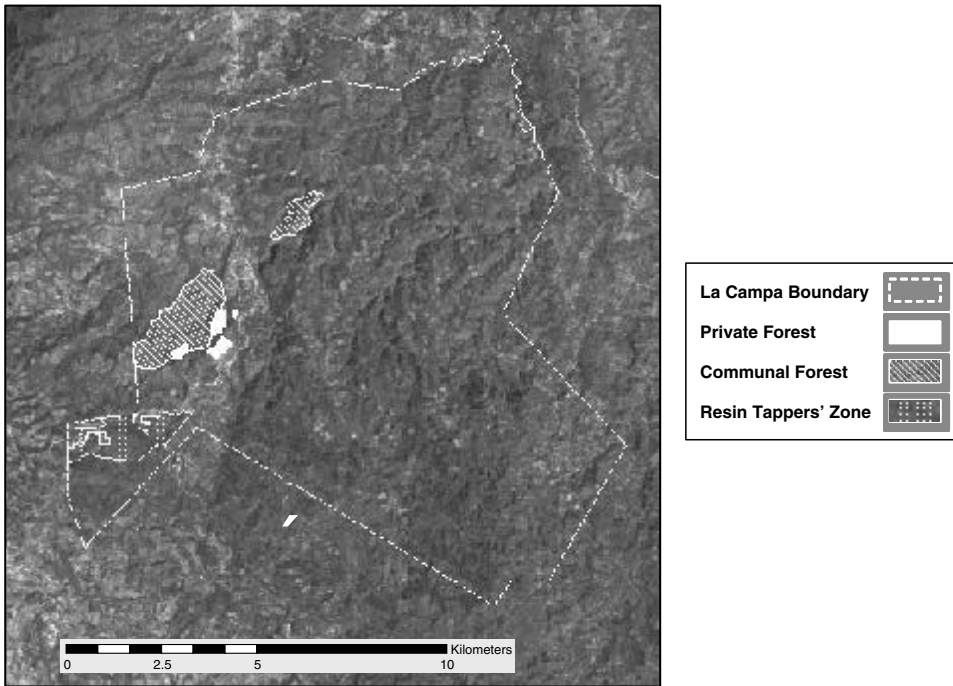 La Campa Boundary
Private Forest
Communal Forest
Resin Tappers' Zone
Kilometers
0 2.5 5 10